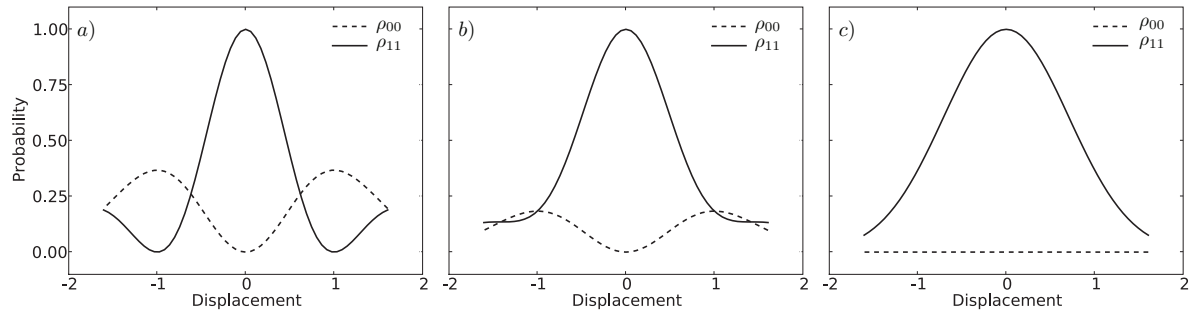 a)
ρ00
ρ11
1.00
0.75
0.50
0.25
0.00
Probability
-2 -1 0 1 2
Displacement
b)
ρ00
ρ11
-2 -1 0 1 2
Displacement
c)
ρ00
ρ11
-2 -1 0 1 2
Displacement